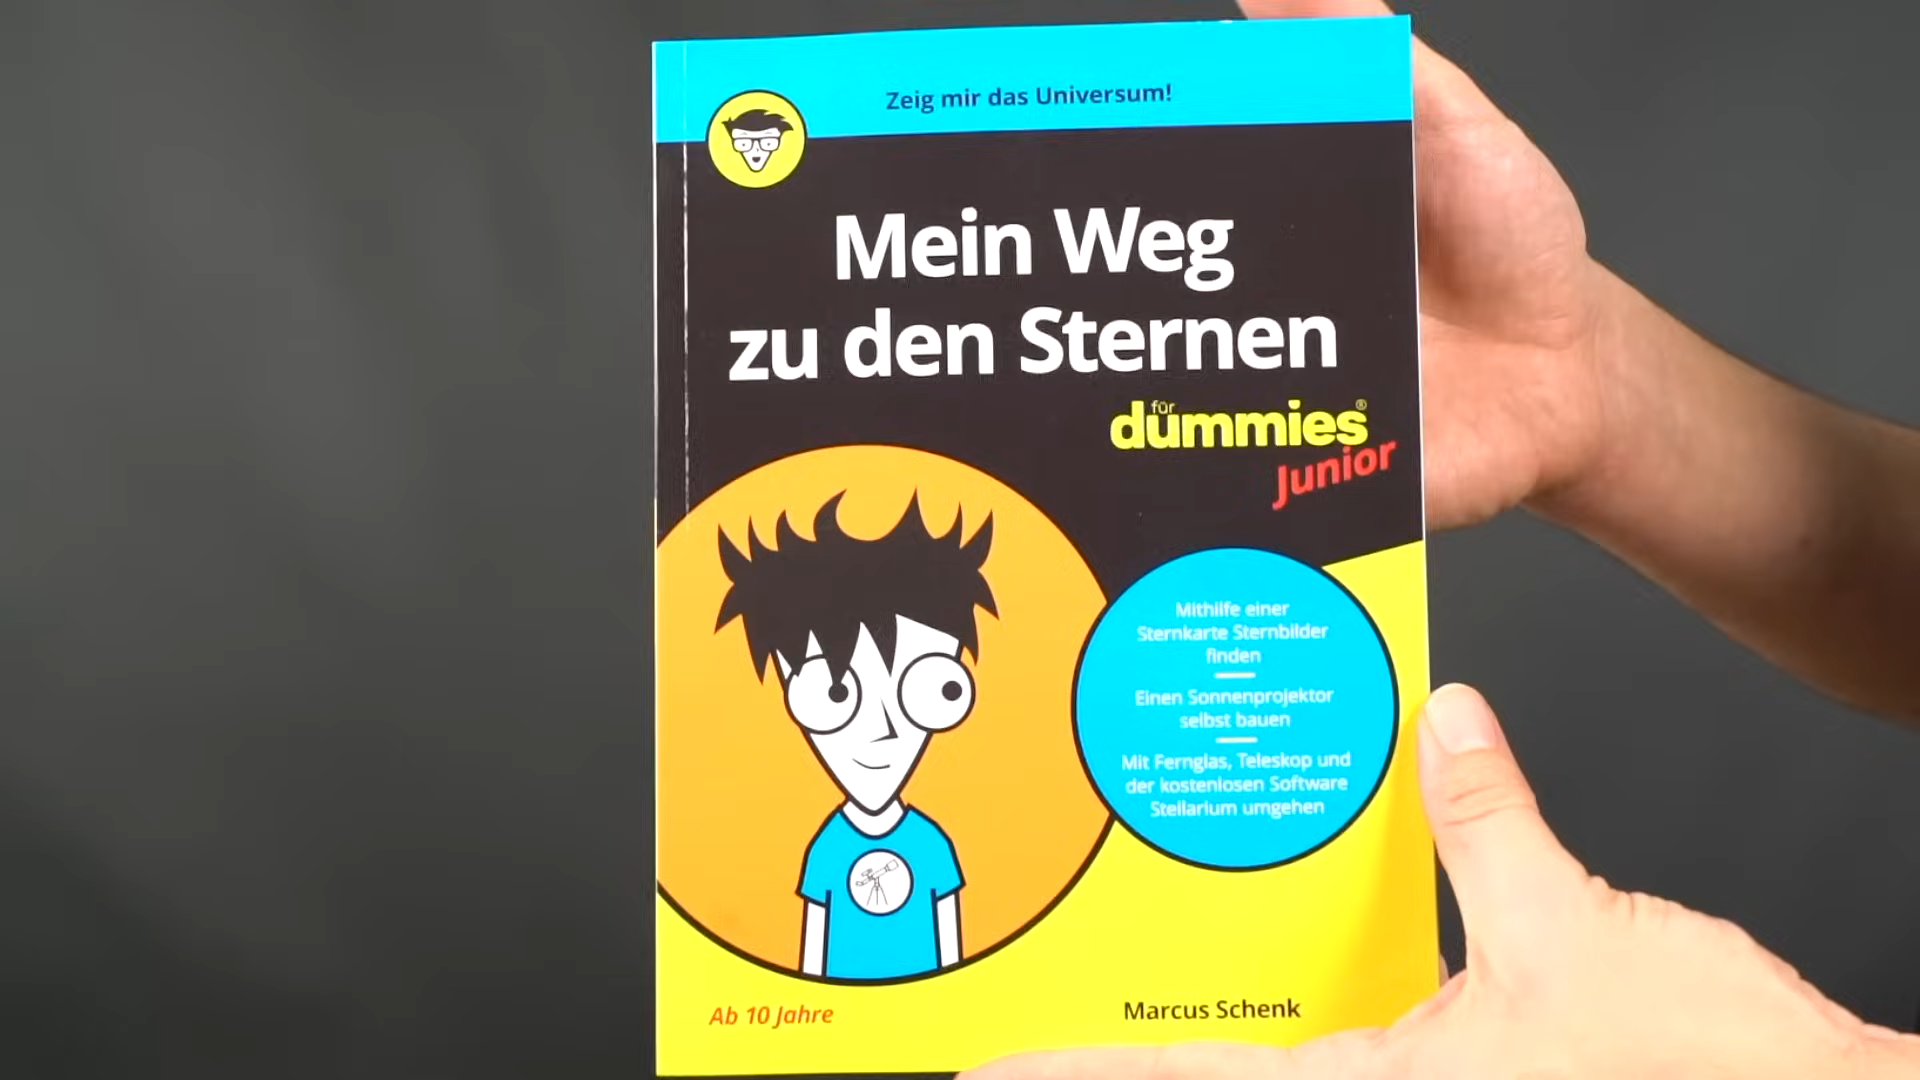 Zeig mir das Universum!
Mein Weg
zu den Sternen
für
dummies®
Junior
Mithilfe einer
Sternkarte Sternbilder
finden
Einen Sonnenprojektor
selbst bauen
Mit Fernglas, Teleskop und
der kostenlosen Software
Stellarium umgehen
Ab 10 Jahre
Marcus Schenk